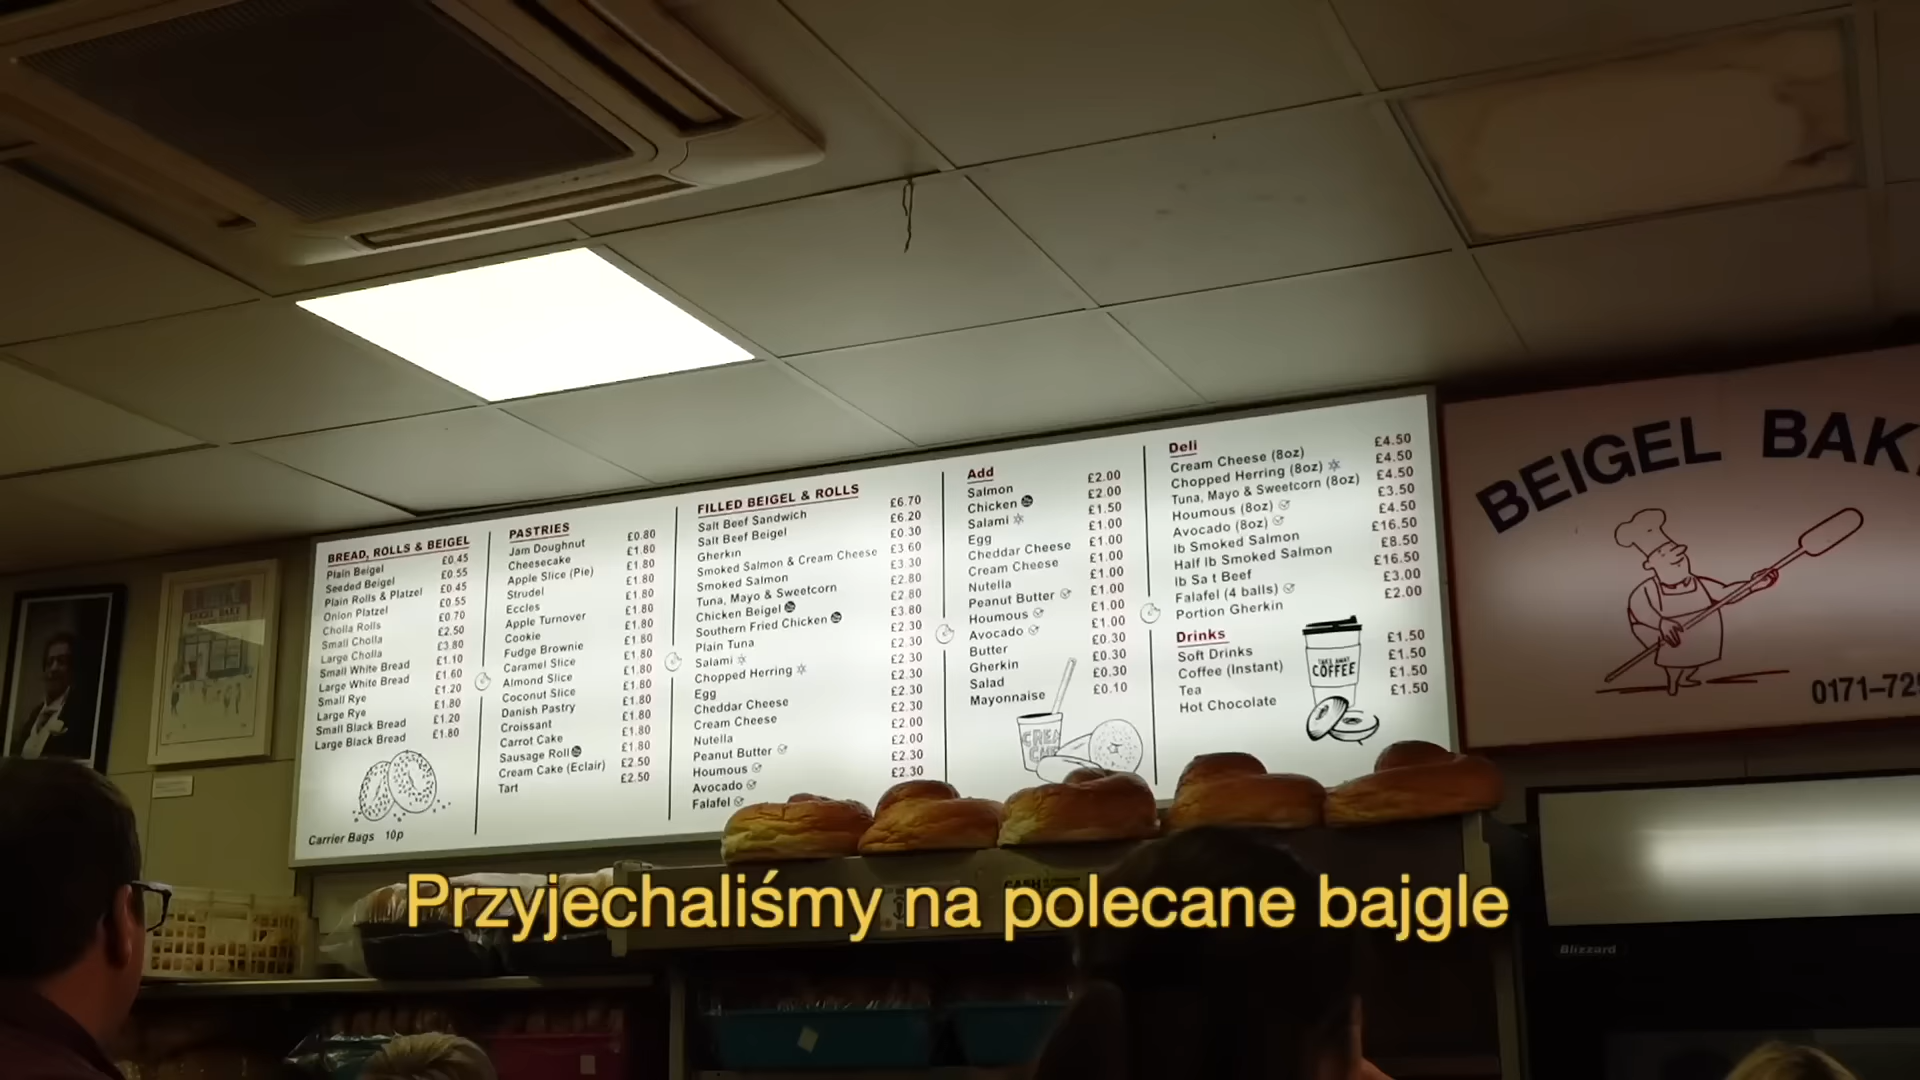 BREAD, ROLLS & BEIGEL
Plain Beigel £0.45
Seeded Beigel £0.55
Plain Rolls & Platzel £0.45
Onion Platzel £0.55
Cholla Rolls £0.70
Small Cholla £2.50
Large Cholla £3.80
Small White Bread £1.10
Large White Bread £1.60
Small Rye £1.20
Large Rye £1.80
Small Black Bread £1.20
Large Black Bread £1.80
Carrier Bags 10p
PASTRIES
Jam Doughnut £0.80
Cheesecake £1.80
Apple Slice (Pie) £1.80
Strudel £1.80
Eccles £1.80
Apple Turnover £1.80
Cookie £1.80
Fudge Brownie £1.80
Caramel Slice £1.80
Almond Slice £1.80
Coconut Slice £1.80
Danish Pastry £1.80
Croissant £1.80
Carrot Cake £1.80
Sausage Roll £1.80
Cream Cake (Eclair) £2.50
Tart £2.50
FILLED BEIGEL & ROLLS
Salt Beef Sandwich £6.70
Salt Beef Beigel £6.20
Gherkin £0.30
Smoked Salmon & Cream Cheese £3.60
Smoked Salmon £3.30
Tuna, Mayo & Sweetcorn £2.80
Chicken Beigel £2.80
Southern Fried Chicken £3.80
Plain Tuna £2.30
Salami £2.30
Chopped Herring £2.30
Egg £2.30
Cheddar Cheese £2.30
Cream Cheese £2.30
Nutella £2.00
Peanut Butter £2.00
Houmous £2.30
Avocado £2.30
Falafel
Add
Salmon £2.00
Chicken £2.00
Salami £1.50
Egg £1.00
Cheddar Cheese £1.00
Cream Cheese £1.00
Nutella £1.00
Peanut Butter £1.00
Houmous £1.00
Avocado £1.00
Butter £0.30
Gherkin £0.30
Salad £0.30
Mayonnaise £0.10
Deli
Cream Cheese (8oz) £4.50
Chopped Herring (8oz) £4.50
Tuna, Mayo & Sweetcorn (8oz) £4.50
Houmous (8oz) £3.50
Avocado (8oz) £4.50
lb Smoked Salmon £16.50
Half lb Smoked Salmon £8.50
lb Sa t Beef £16.50
Falafel (4 balls) £3.00
Portion Gherkin £2.00
Drinks
Soft Drinks £1.50
Coffee (Instant) £1.50
Tea £1.50
Hot Chocolate £1.50
TAKE AWAY
COFFEE
BEIGEL BAK
0171-72
Przyjechaliśmy na polecane bajgle
Blizzard